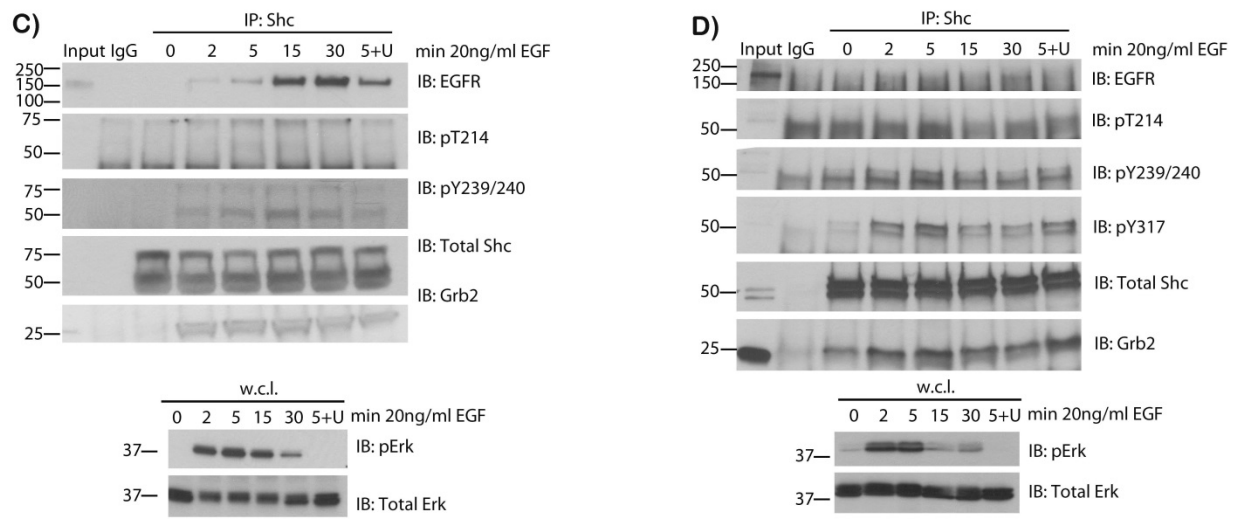 C)
IP: Shc
Input IgG 0 2 5 15 30 5+U min 20ng/ml EGF
250
150
100
IB: EGFR
75
50
IB: pT214
75
50
IB: pY239/240
75
50
IB: Total Shc
IB: Grb2
25
w.c.l.
0 2 5 15 30 5+U min 20ng/ml EGF
37
IB: pErk
37
IB: Total Erk
D)
IP: Shc
Input IgG 0 2 5 15 30 5+U min 20ng/ml EGF
250
150
IB: EGFR
50
IB: pT214
50
IB: pY239/240
50
IB: pY317
50
IB: Total Shc
25
IB: Grb2
w.c.l.
0 2 5 15 30 5+U min 20ng/ml EGF
37
IB: pErk
37
IB: Total Erk